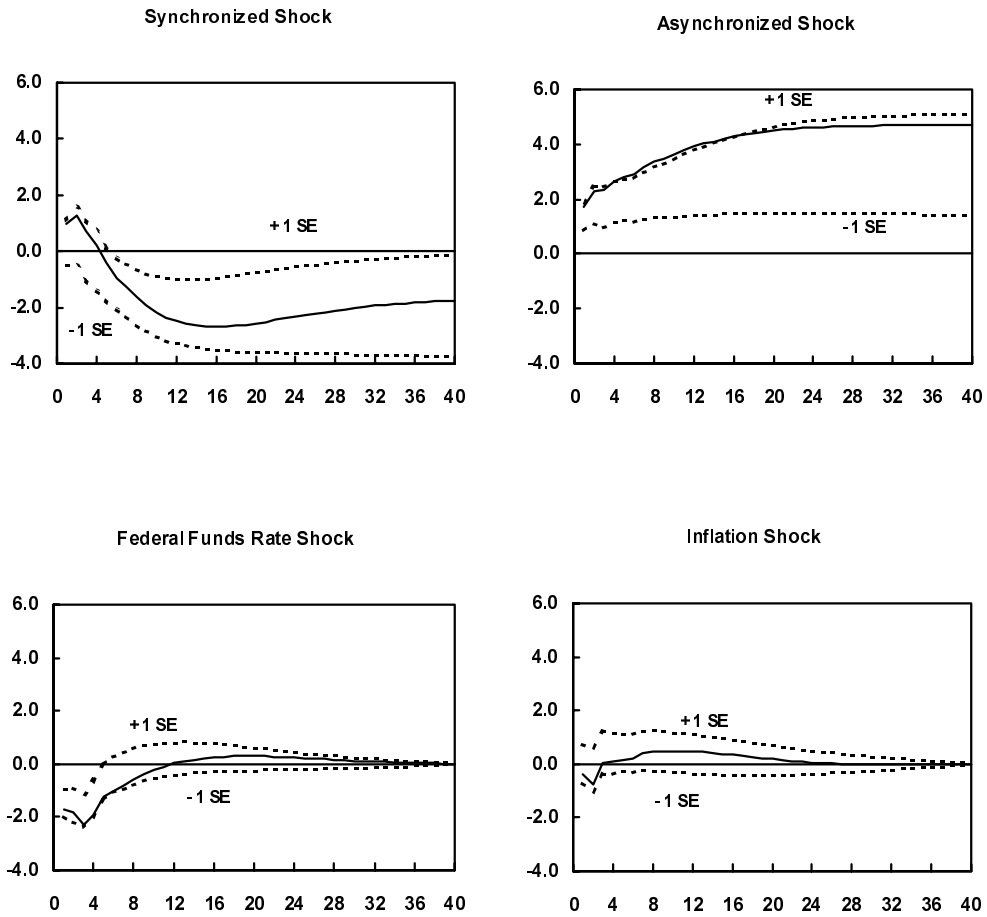 Synchronized Shock
6.0
4.0
2.0
0.0
-2.0
-4.0
+1 SE
-1 SE
0 4 8 12 16 20 24 28 32 36 40
Asynchronized Shock
6.0
4.0
2.0
0.0
-2.0
-4.0
+1 SE
-1 SE
0 4 8 12 16 20 24 28 32 36 40
Federal Funds Rate Shock
6.0
4.0
2.0
0.0
-2.0
-4.0
+1 SE
-1 SE
0 4 8 12 16 20 24 28 32 36 40
Inflation Shock
6.0
4.0
2.0
0.0
-2.0
-4.0
+1 SE
-1 SE
0 4 8 12 16 20 24 28 32 36 40